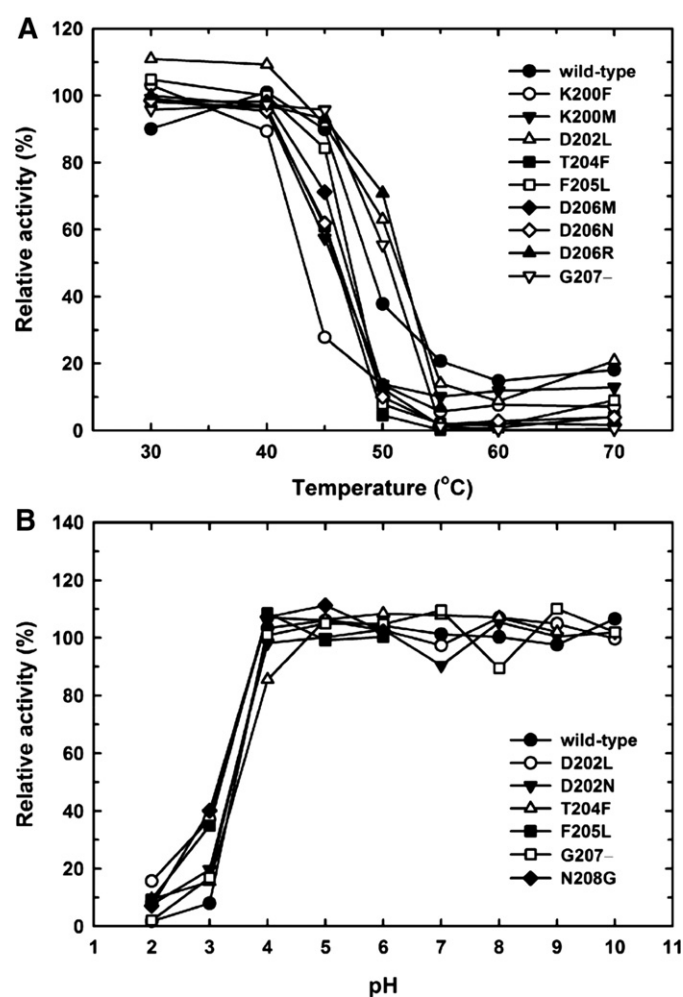 A
120
100
80
60
40
20
0
Relative activity (%)
wild-type
K200F
K200M
D202L
T204F
F205L
D206M
D206N
D206R
G207–
30 40 50 60 70
Temperature (°C)
B
140
120
100
80
60
40
20
0
Relative activity (%)
wild-type
D202L
D202N
T204F
F205L
G207–
N208G
1 2 3 4 5 6 7 8 9 10 11
pH